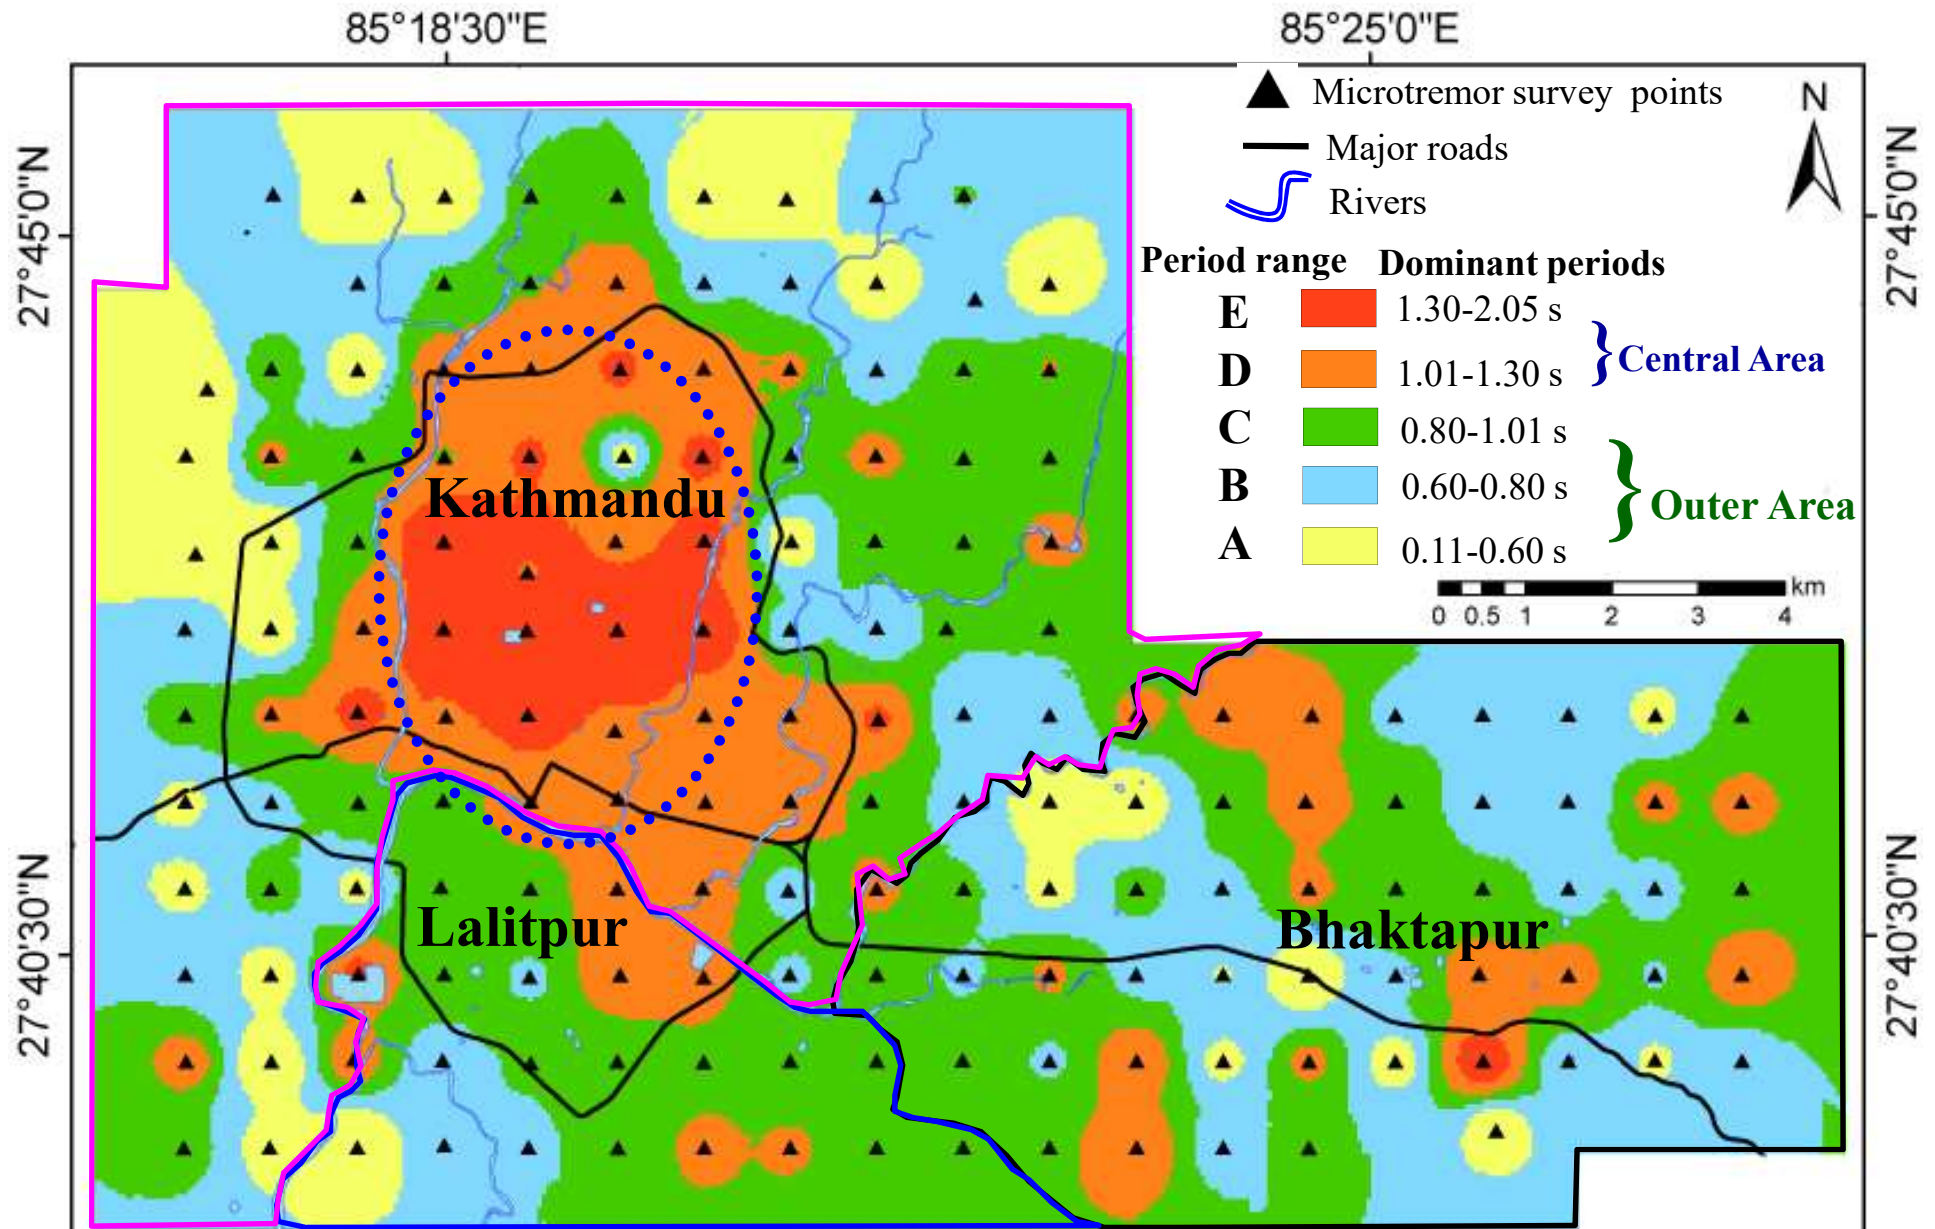 85°18'30"E
85°25'0"E
Microtremor survey points
N
Major roads
27°45'0"N
27°45'0"N
Rivers
Period range Dominant periods
E 1.30-2.05 s
Central Area
D 1.01-1.30 s
C 0.80-1.01 s
B 0.60-0.80 s
Outer Area
A 0.11-0.60 s
km
0 0.5 1 2 3 4
Kathmandu
Lalitpur
Bhaktapur
27°40'30"N
27°40'30"N